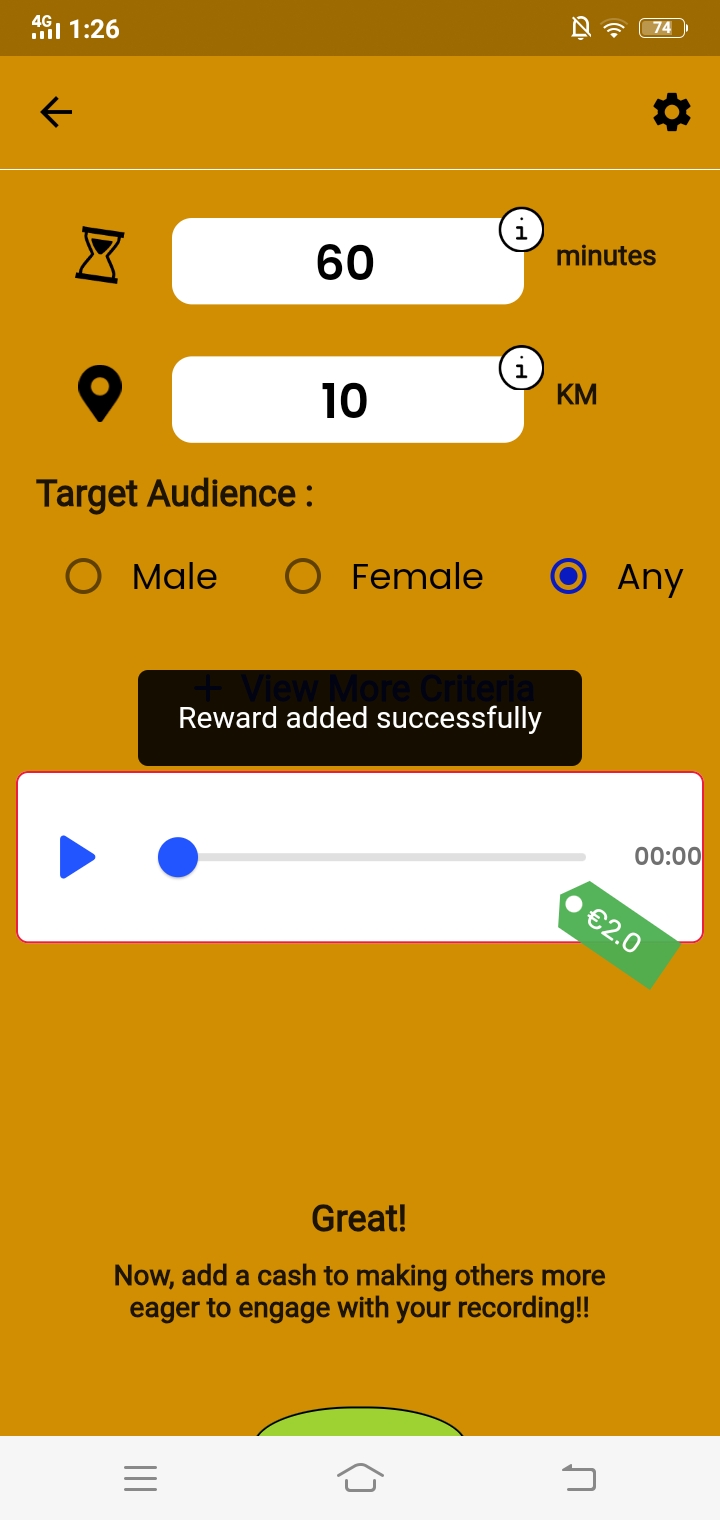 4G 1:26 74
60 i minutes
10 i KM
Target Audience :
Male Female Any
+ View More Criteria
Reward added successfully
00:00
€2.0
Great!
Now, add a cash to making others more
eager to engage with your recording!!